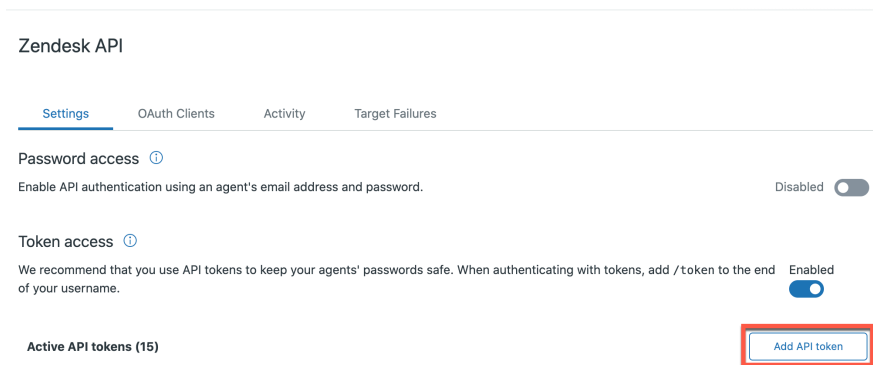 Zendesk API
Settings OAuth Clients Activity Target Failures
Password access
Enable API authentication using an agent's email address and password. Disabled
Token access
We recommend that you use API tokens to keep your agents' passwords safe. When authenticating with tokens, add /token to the end Enabled
of your username.
Active API tokens (15) Add API token